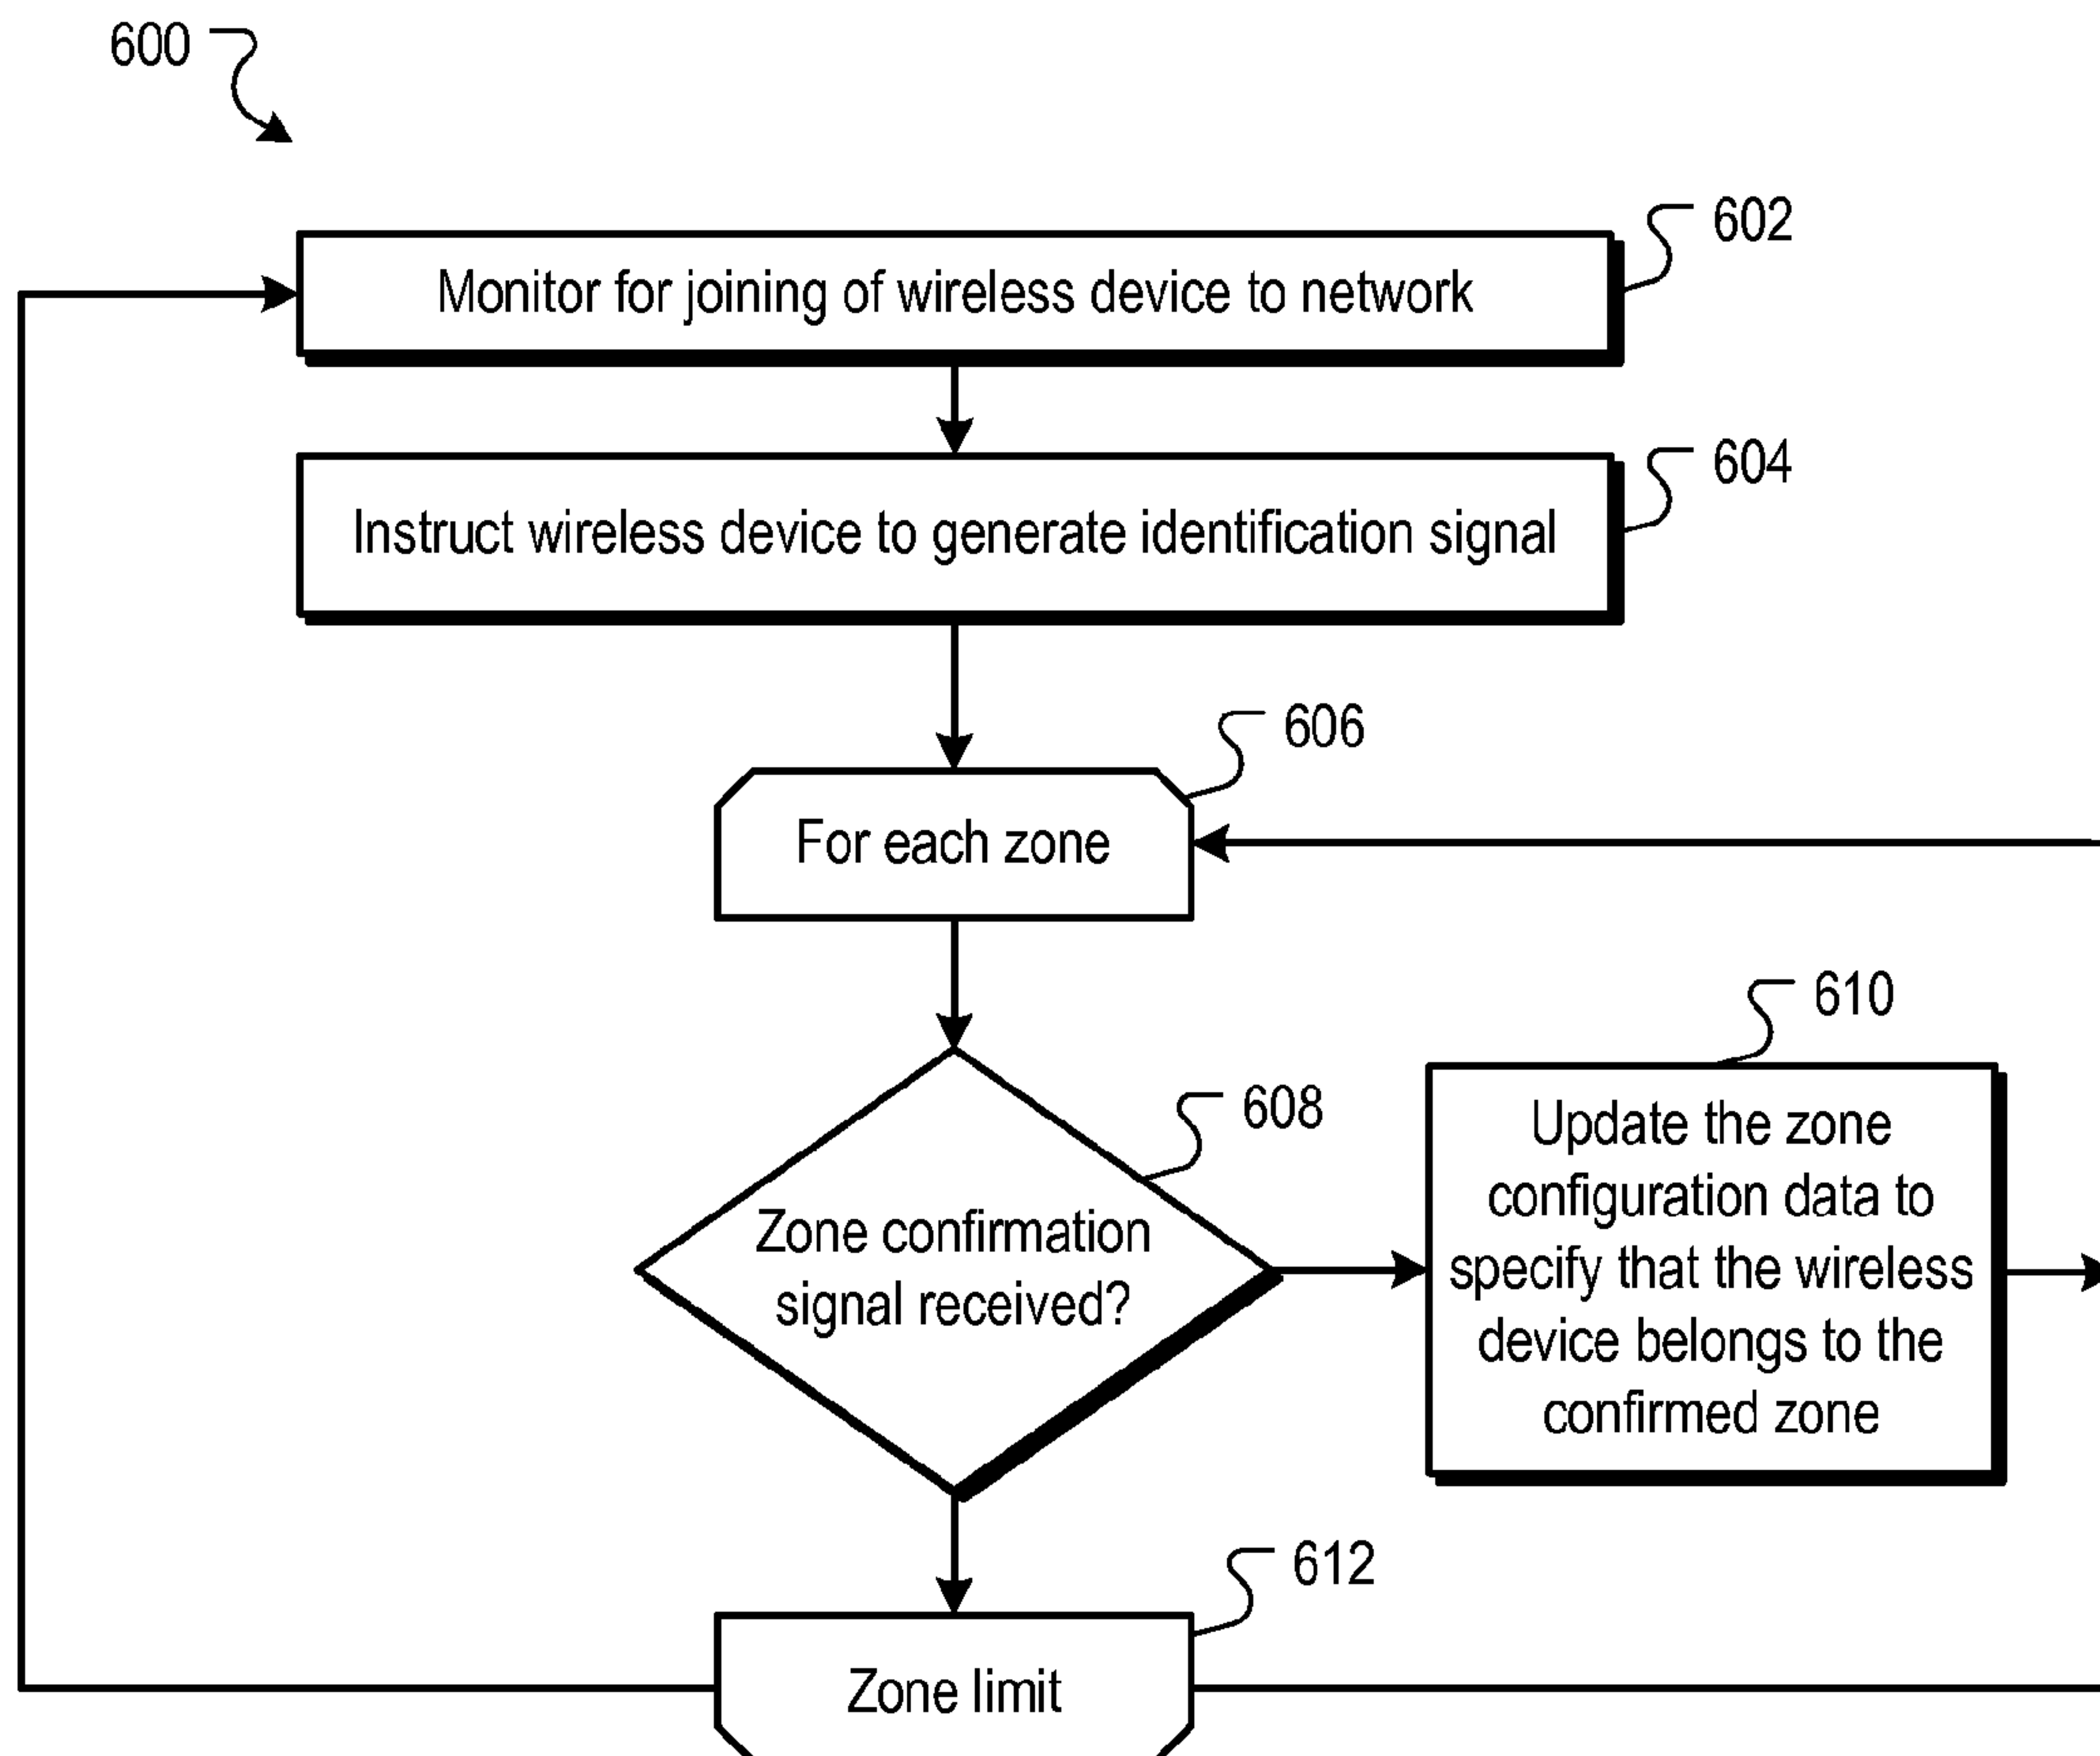 600
602
Monitor for joining of wireless device to network
604
Instruct wireless device to generate identification signal
606
For each zone
610
608
Update the zone
configuration data to
specify that the wireless
device belongs to the
confirmed zone
Zone confirmation
signal received?
612
Zone limit